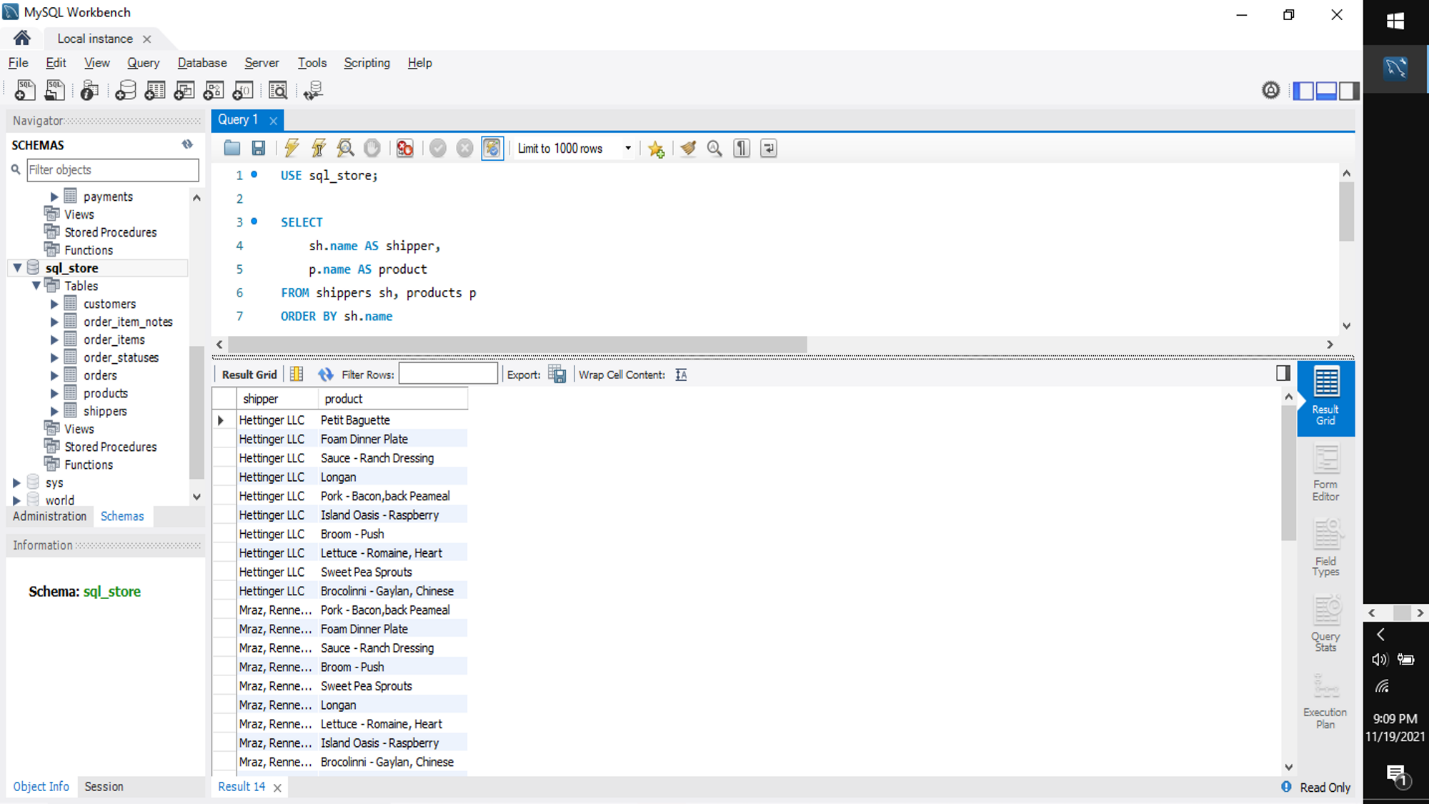 MySQL Workbench
Local instance
File Edit View Query Database Server Tools Scripting Help
Navigator
SCHEMAS
Filter objects
payments
Views
Stored Procedures
Functions
sql_store
Tables
customers
order_item_notes
order_items
order_statuses
orders
products
shippers
Views
Stored Procedures
Functions
sys
world
Administration Schemas
Information
Schema: sql_store
Object Info Session
Query 1
Limit to 1000 rows
1 USE sql_store;
2
3 SELECT
4 sh.name AS shipper,
5 p.name AS product
6 FROM shippers sh, products p
7 ORDER BY sh.name
Result Grid Filter Rows: Export: Wrap Cell Content:
shipper product
Hettinger LLC Petit Baguette
Hettinger LLC Foam Dinner Plate
Hettinger LLC Sauce - Ranch Dressing
Hettinger LLC Longan
Hettinger LLC Pork - Bacon,back Peameal
Hettinger LLC Island Oasis - Raspberry
Hettinger LLC Broom - Push
Hettinger LLC Lettuce - Romaine, Heart
Hettinger LLC Sweet Pea Sprouts
Hettinger LLC Brocolinni - Gaylan, Chinese
Mraz, Renne... Pork - Bacon,back Peameal
Mraz, Renne... Foam Dinner Plate
Mraz, Renne... Sauce - Ranch Dressing
Mraz, Renne... Broom - Push
Mraz, Renne... Sweet Pea Sprouts
Mraz, Renne... Longan
Mraz, Renne... Lettuce - Romaine, Heart
Mraz, Renne... Island Oasis - Raspberry
Mraz, Renne... Brocolinni - Gaylan, Chinese
Result 14
Result
Grid
Form
Editor
Field
Types
Query
Stats
Execution
Plan
Read Only
9:09 PM
11/19/2021
1